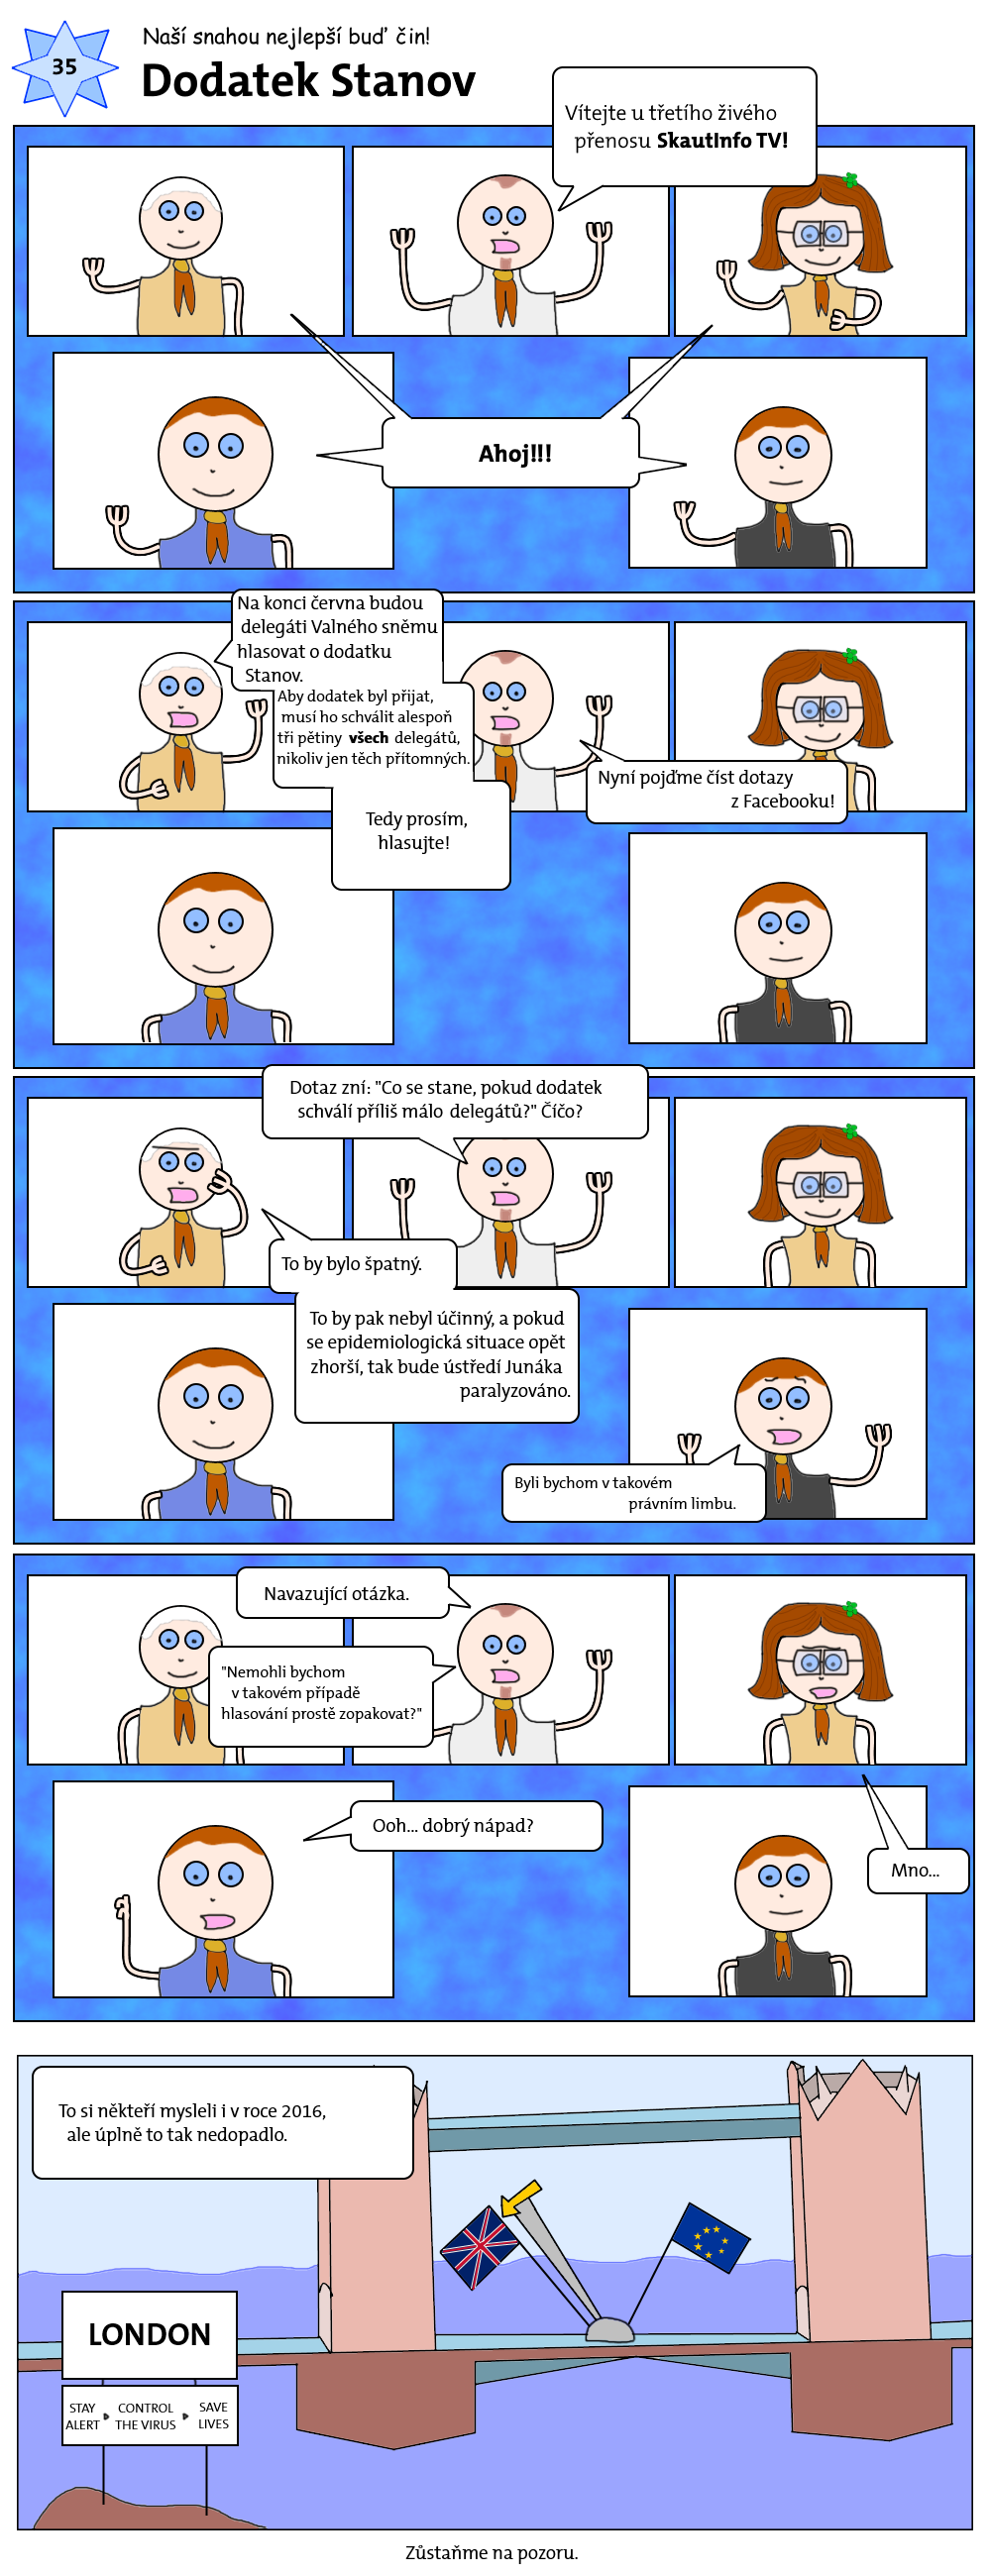 35
Naší snahou nejlepší buď čin!
Dodatek Stanov
Vítejte u třetího živého
přenosu SkautInfo TV!
Ahoj!!!
Na konci června budou
delegáti Valného sněmu
hlasovat o dodatku
Stanov.
Aby dodatek byl přijat,
musí ho schválit alespoň
tři pětiny všech delegátů,
nikoliv jen těch přítomných.
Tedy prosím,
hlasujte!
Nyní pojďme číst dotazy
z Facebooku!
Dotaz zní: "Co se stane, pokud dodatek
schválí příliš málo delegátů?" Číčo?
To by bylo špatný.
To by pak nebyl účinný, a pokud
se epidemiologická situace opět
zhorší, tak bude ústředí Junáka
paralyzováno.
Byli bychom v takovém
právním limbu.
Navazující otázka.
"Nemohli bychom
v takovém případě
hlasování prostě zopakovat?"
Ooh... dobrý nápad?
Mno...
To si někteří mysleli i v roce 2016,
ale úplně to tak nedopadlo.
LONDON
STAY
ALERT
CONTROL
THE VIRUS
SAVE
LIVES
Zůstaňme na pozoru.